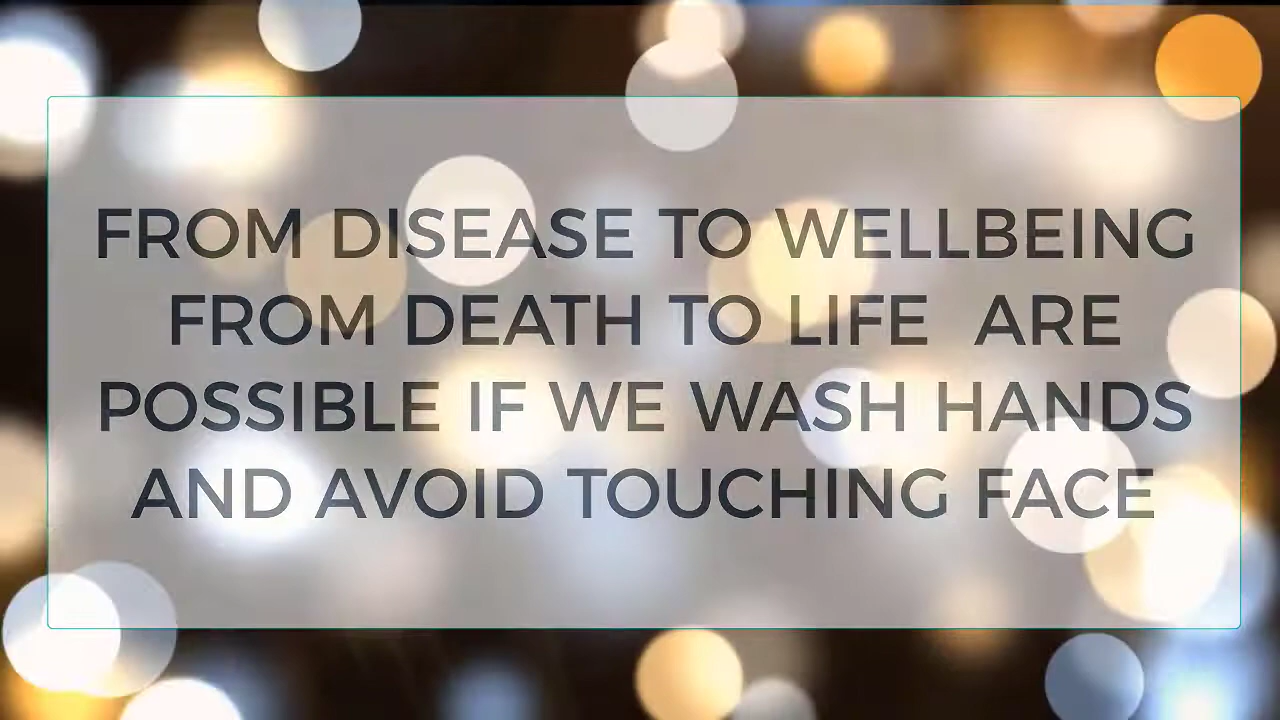 FROM DISEASE TO WELLBEING
FROM DEATH TO LIFE  ARE
POSSIBLE IF WE WASH HANDS
AND AVOID TOUCHING FACE